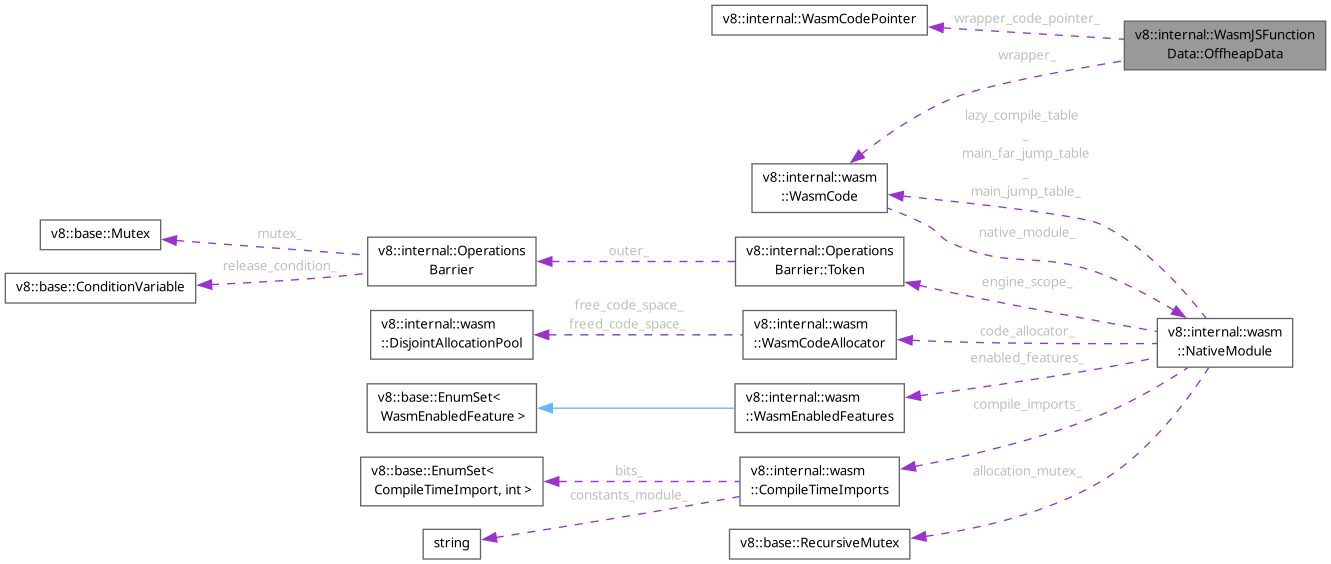 v8::internal::WasmCodePointer
wrapper_code_pointer_
v8::internal::WasmJSFunction
Data::OffheapData
wrapper_
lazy_compile_table
_
main_far_jump_table
_
main_jump_table_
v8::internal::wasm
::WasmCode
native_module_
v8::base::Mutex
mutex_
v8::base::ConditionVariable
release_condition_
v8::internal::Operations
Barrier
outer_
v8::internal::Operations
Barrier::Token
engine_scope_
v8::internal::wasm
::DisjointAllocationPool
free_code_space_
freed_code_space_
v8::internal::wasm
::WasmCodeAllocator
code_allocator_
v8::internal::wasm
::NativeModule
v8::base::EnumSet<
WasmEnabledFeature >
v8::internal::wasm
::WasmEnabledFeatures
enabled_features_
v8::base::EnumSet<
CompileTimeImport, int >
bits_
constants_module_
v8::internal::wasm
::CompileTimeImports
compile_imports_
string
v8::base::RecursiveMutex
allocation_mutex_